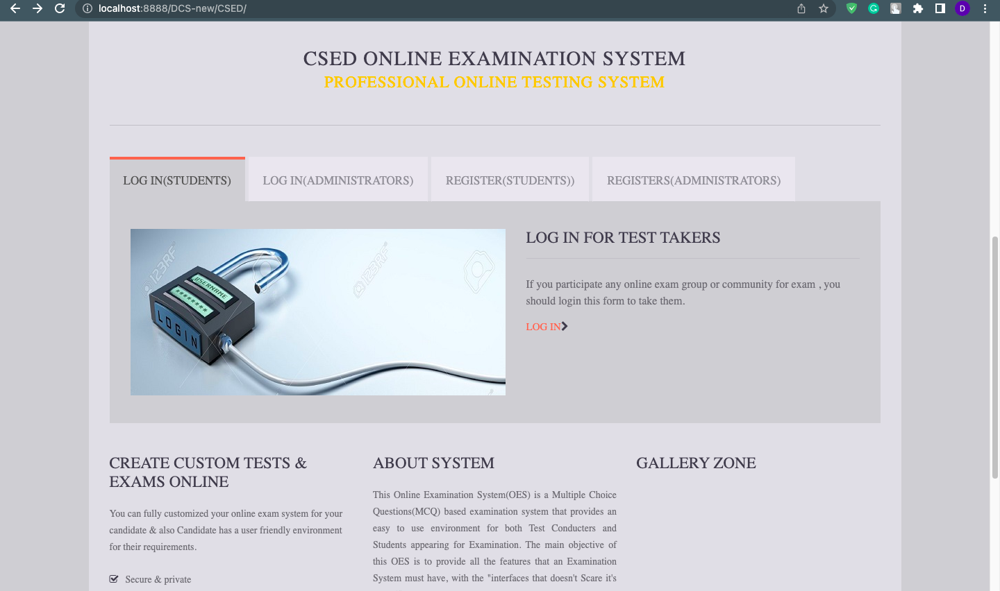 localhost:8888/DCS-new/CSED/
D
CSED ONLINE EXAMINATION SYSTEM
PROFESSIONAL ONLINE TESTING SYSTEM
LOG IN(STUDENTS)
LOG IN(ADMINISTRATORS)
REGISTER(STUDENTS))
REGISTERS(ADMINISTRATORS)
123RF
123RF
USERNAME
********
LOGIN
LOG IN FOR TEST TAKERS
If you participate any online exam group or community for exam , you
should login this form to take them.
LOG IN
CREATE CUSTOM TESTS &
EXAMS ONLINE
You can fully customized your online exam system for your
candidate & also Candidate has a user friendly environment
for their requirements.
Secure & private
ABOUT SYSTEM
This Online Examination System(OES) is a Multiple Choice
Questions(MCQ) based examination system that provides an
easy to use environment for both Test Conducters and
Students appearing for Examination. The main objective of
this OES is to provide all the features that an Examination
System must have, with the "interfaces that doesn't Scare it's
GALLERY ZONE